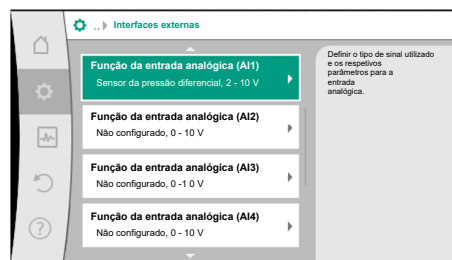 .. Interfaces externas
Função da entrada analógica (AI1)
Sensor da pressão diferencial, 2 - 10 V
Função da entrada analógica (AI2)
Não configurado, 0 - 10 V
Função da entrada analógica (AI3)
Não configurado, 0 -1 0 V
Função da entrada analógica (AI4)
Não configurado, 0 - 10 V
Definir o tipo de sinal utilizado
e os respetivos
parâmetros para a
entrada
analógica.